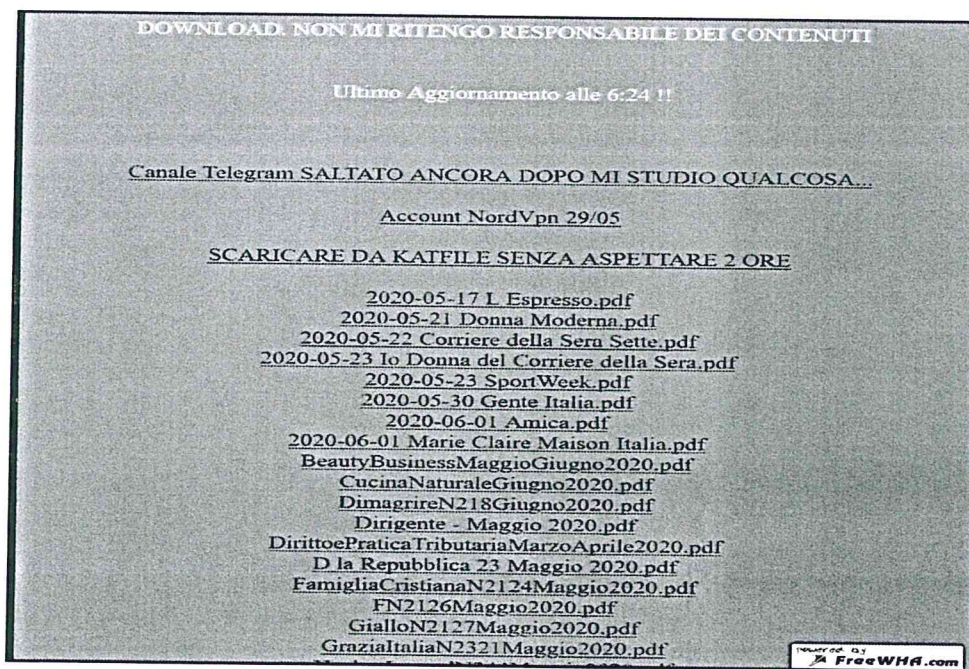 DOWNLOAD. NON MI RITENGO RESPONSABILE DEI CONTENUTI
Ultimo Aggiornamento alle 6:24 !!
Canale Telegram SALTATO ANCORA DOPO MI STUDIO QUALCOSA...
Account NordVpn 29/05
SCARICARE DA KATFILE SENZA ASPETTARE 2 ORE
2020-05-17 L Espresso.pdf
2020-05-21 Donna Moderna.pdf
2020-05-22 Corriere della Sera Sette.pdf
2020-05-23 Io Donna del Corriere della Sera.pdf
2020-05-23 SportWeek.pdf
2020-05-30 Gente Italia.pdf
2020-06-01 Amica.pdf
2020-06-01 Marie Claire Maison Italia.pdf
BeautyBusinessMaggioGiugno2020.pdf
CucinaNaturaleGiugno2020.pdf
DimagrireN218Giugno2020.pdf
Dirigente - Maggio 2020.pdf
DirittoePraticaTributariaMarzoAprile2020.pdf
D la Repubblica 23 Maggio 2020.pdf
FamigliaCristianaN2124Maggio2020.pdf
FN2126Maggio2020.pdf
GialloN2127Maggio2020.pdf
GraziaItaliaN2321Maggio2020.pdf
powered by
FreeWHA.com